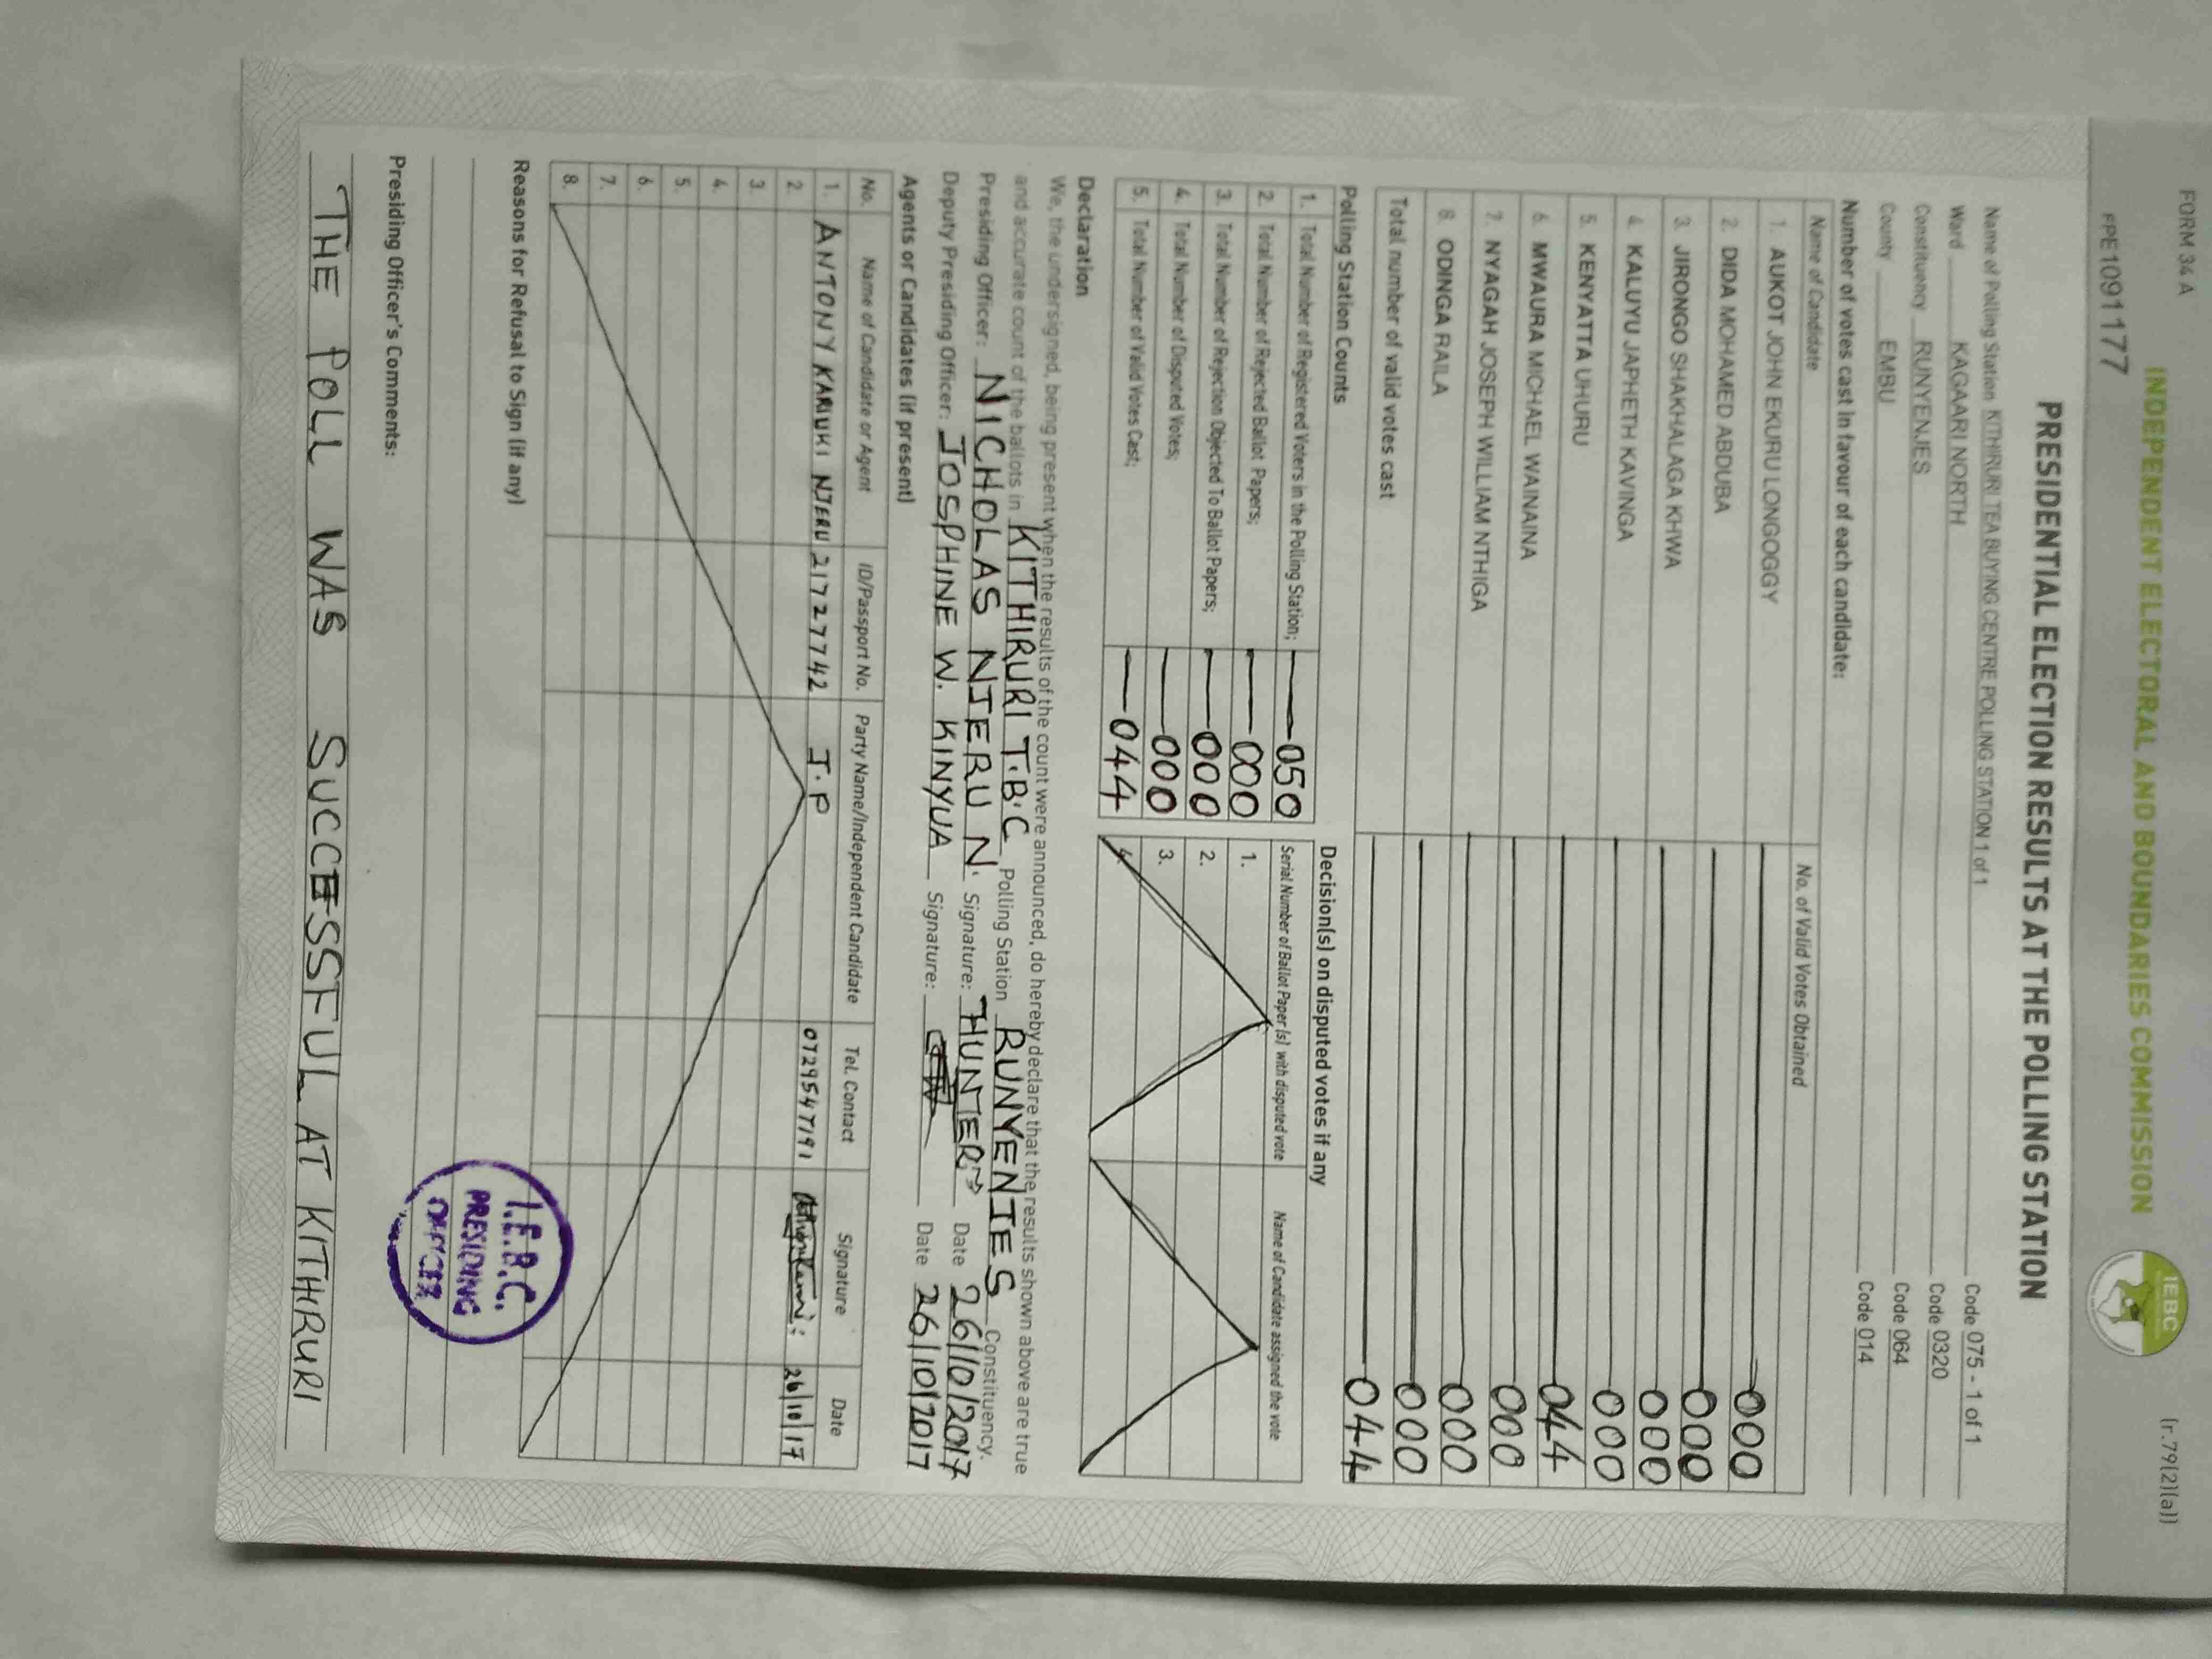 FORM 34 A (r.79(2)(a))
INDEPENDENT ELECTORAL AND BOUNDARIES COMMISSION
IEBC
PPE1091177
PRESIDENTIAL ELECTION RESULTS AT THE POLLING STATION
Name of Polling Station KITHIRURI TEA BUYING CENTRE POLLING STATION 1 of 1 Code 075 - 1 of 1
Ward KAGAARI NORTH Code 0320
Constituency RUNYENJES Code 064
County EMBU Code 014
Number of votes cast in favour of each candidate:
Name of Candidate No. of Valid Votes Obtained
1. AUKOT JOHN EKURU LONGOGGY 000
2. DIDA MOHAMED ABDUBA 000
3. JIRONGO SHAKHALAGA KHWA 000
4. KALUYU JAPHETH KAVINGA 000
5. KENYATTA UHURU 044
6. MWAURA MICHAEL WAINAINA 000
7. NYAGAH JOSEPH WILLIAM NTHIGA 000
8. ODINGA RAILA 000
Total number of valid votes cast 044
Polling Station Counts
1. Total Number of Registered Voters in the Polling Station; 050
2. Total Number of Rejected Ballot Papers; 000
3. Total Number of Rejection Objected To Ballot Papers; 000
4. Total Number of Disputed Votes; 000
5. Total Number of Valid Votes Cast; 044
Decision(s) on disputed votes if any
Serial Number of Ballot Paper (s) with disputed vote Name of Candidate assigned the vote
1.
2.
3.
4.
Declaration
We, the undersigned, being present when the results of the count were announced, do hereby declare that the results shown above are true
and accurate count of the ballots in KITHIRURI T.B.C Polling Station RUNYENJES Constituency.
Presiding Officer: NICHOLAS NJERU N. Signature: HUNTER Date 26/10/2017
Deputy Presiding Officer: JOSPHINE W. KINYUA Signature: Date 26/10/2017
Agents or Candidates (if present)
No. Name of Candidate or Agent ID/Passport No. Party Name/Independent Candidate Tel. Contact Signature Date
1. ANTONY KARIUKI NJERU 21727742 J.P 0729547191 26/10/17
2.
3.
4.
5.
6.
7.
8.
Reasons for Refusal to Sign (if any)
Presiding Officer's Comments:
THE POLL WAS SUCCESSFUL AT KITHIRURI
I.E.B.C.
PRESIDING
OFFICER